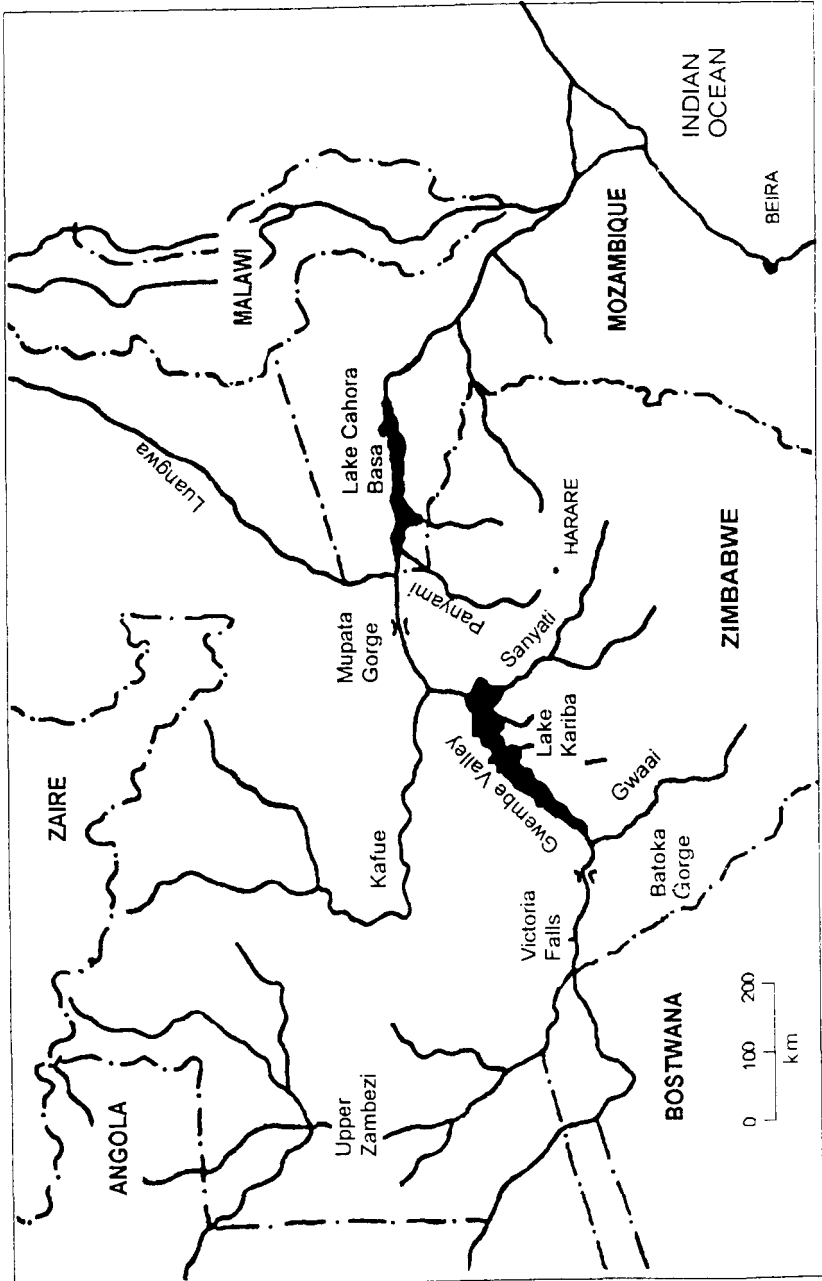 ZAIRE
ANGOLA
MALAWI
Luangwa
Upper
Zambezi
Kafue
Mupata
Gorge
Lake Cahora
Basa
Panyami
Gwembe Valley
Sanyati
HARARE
Lake
Kariba
Victoria
Falls
Gwaai
Batoka
Gorge
MOZAMBIQUE
INDIAN
OCEAN
BEIRA
ZIMBABWE
BOSTWANA
0 100 200
km